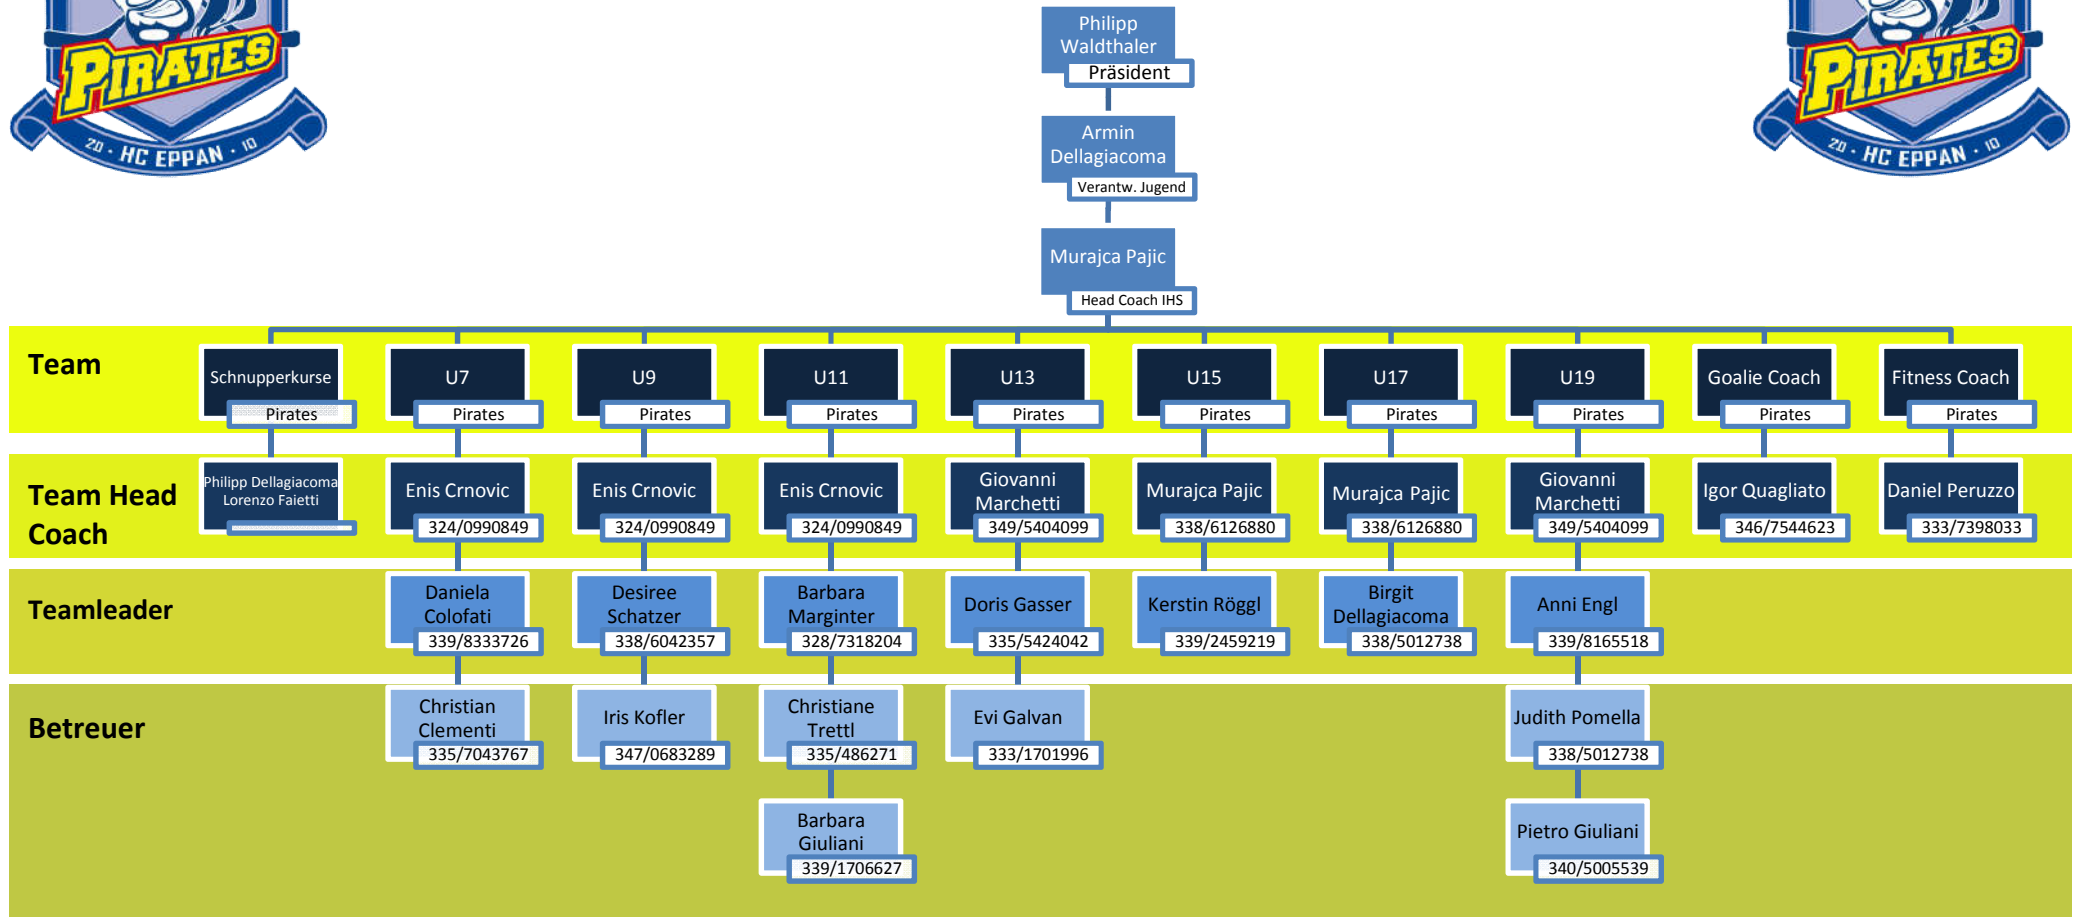 PIRATES
20 · HC EPPAN · 10
PIRATES
20 · HC EPPAN · 10
Philipp
Waldthaler
Präsident
Armin
Dellagiacoma
Verantw. Jugend
Murajca Pajic
Head Coach IHS
Team
Schnupperkurse
Pirates
U7
Pirates
U9
Pirates
U11
Pirates
U13
Pirates
U15
Pirates
U17
Pirates
U19
Pirates
Goalie Coach
Pirates
Fitness Coach
Pirates
Team Head
Coach
Philipp Dellagiacoma
Lorenzo Faietti
Enis Crnovic
324/0990849
Enis Crnovic
324/0990849
Enis Crnovic
324/0990849
Giovanni
Marchetti
349/5404099
Murajca Pajic
338/6126880
Murajca Pajic
338/6126880
Giovanni
Marchetti
349/5404099
Igor Quagliato
346/7544623
Daniel Peruzzo
333/7398033
Teamleader
Daniela
Colofati
339/8333726
Desiree
Schatzer
338/6042357
Barbara
Marginter
328/7318204
Doris Gasser
335/5424042
Kerstin Röggl
339/2459219
Birgit
Dellagiacoma
338/5012738
Anni Engl
339/8165518
Betreuer
Christian
Clementi
335/7043767
Iris Kofler
347/0683289
Christiane
Trettl
335/486271
Evi Galvan
333/1701996
Judith Pomella
338/5012738
Barbara
Giuliani
339/1706627
Pietro Giuliani
340/5005539